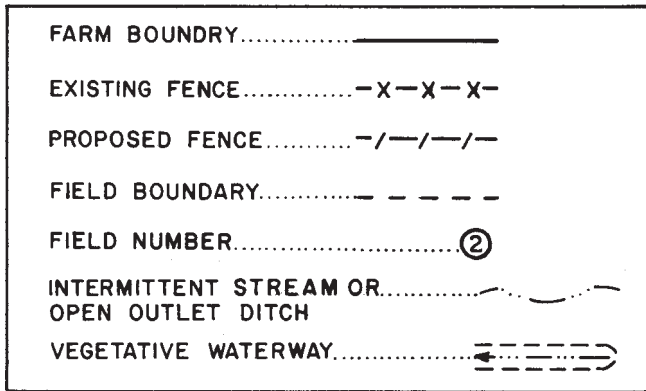 FARM BOUNDRY
EXISTING FENCE -X-X-X-
PROPOSED FENCE -/-/-/-
FIELD BOUNDARY
FIELD NUMBER 2
INTERMITTENT STREAM OR
OPEN OUTLET DITCH
VEGETATIVE WATERWAY